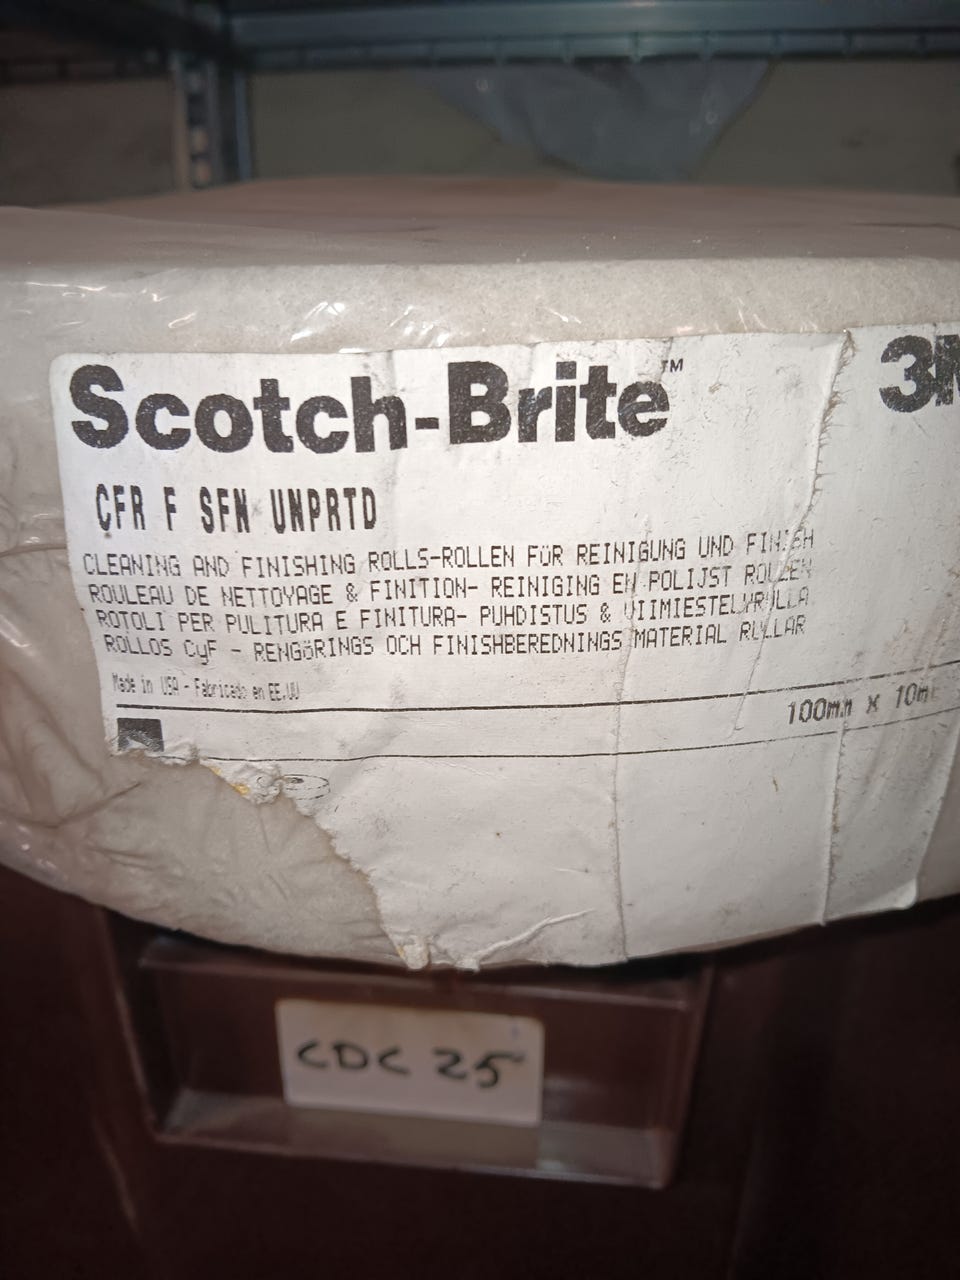 Scotch-Brite™
3M
CFR F SFN UNPRTD
CLEANING AND FINISHING ROLLS-ROLLEN FÜR REINIGUNG UND FINISH
ROULEAU DE NETTOYAGE & FINITION- REINIGING EN POLIJST ROLLEN
ROTOLI PER PULITURA E FINITURA- PUHDISTUS & VIIMIESTELYRULLA
ROLLOS CyF - RENGÖRINGS OCH FINISHBEREDNINGS MATERIAL RULLAR
Made in USA - Fabricado en EE.UU
100mm x 10m
CDC 25